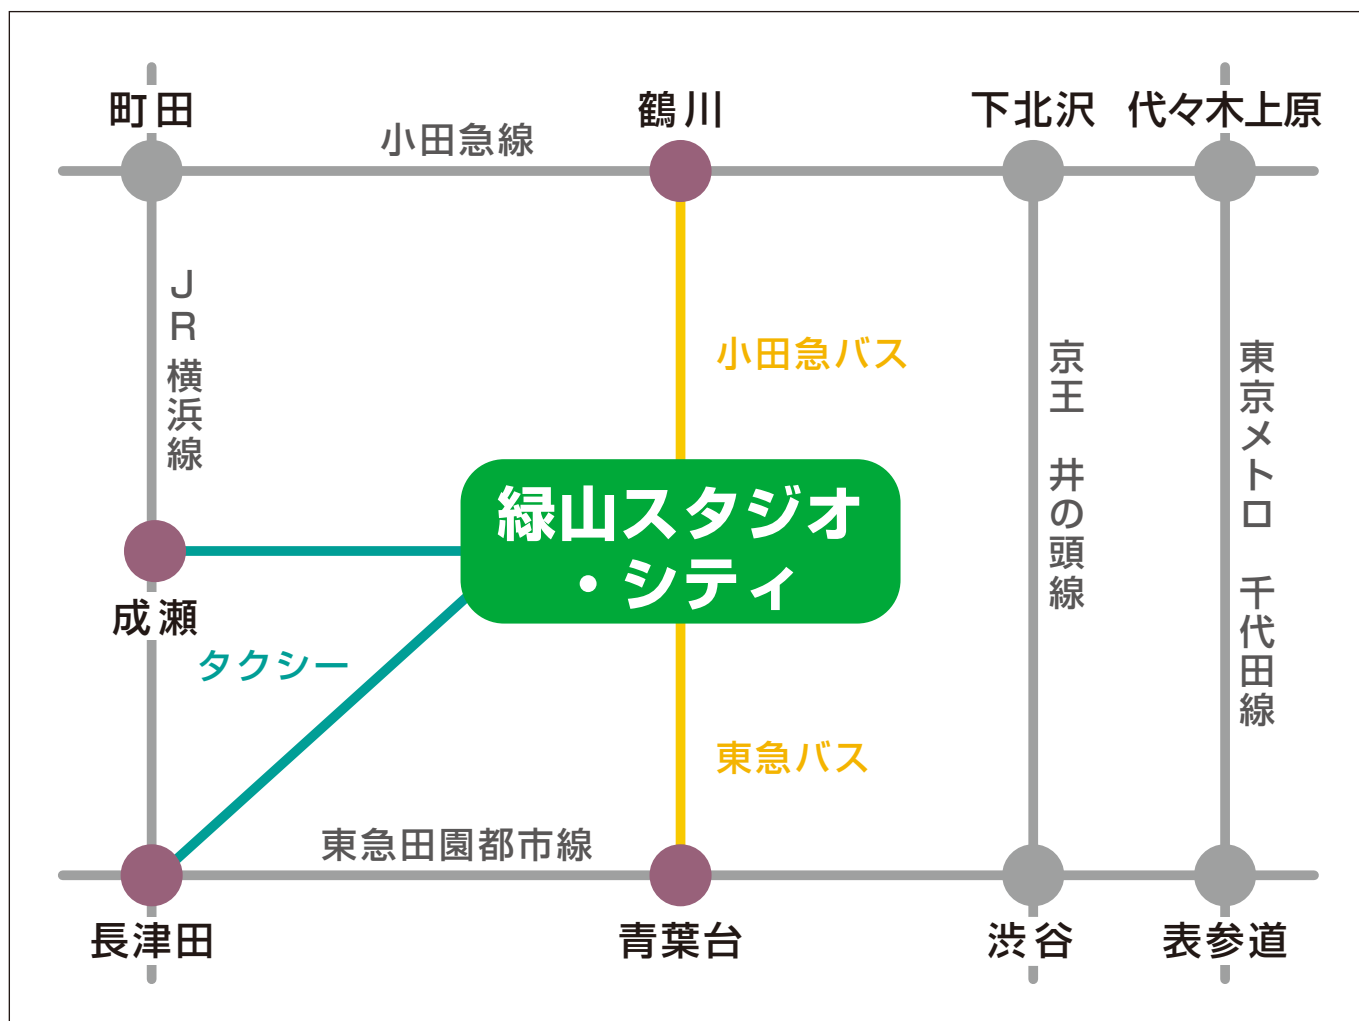 町田
鶴川
下北沢
代々木上原
小田急線
JR横浜線
小田急バス
京王　井の頭線
東京メトロ　千代田線
緑山スタジオ
・シティ
成瀬
タクシー
東急バス
東急田園都市線
長津田
青葉台
渋谷
表参道